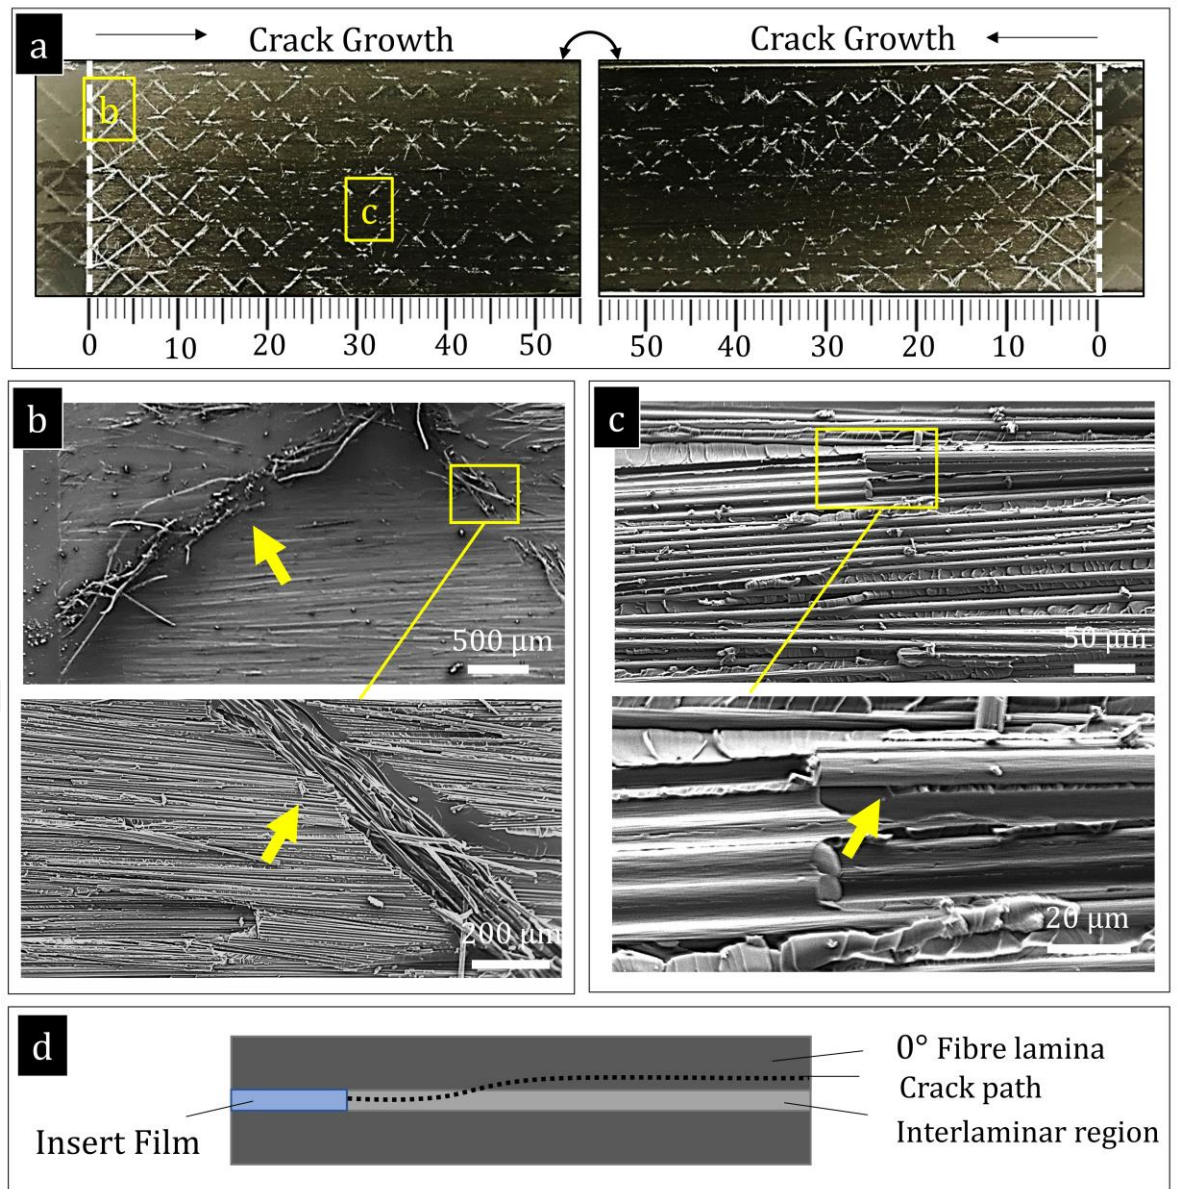 a
Crack Growth
Crack Growth
b
c
0 10 20 30 40 50
50 40 30 20 10 0
b
500 µm
200 µm
c
50 µm
20 µm
d
0° Fibre lamina
Crack path
Interlaminar region
Insert Film